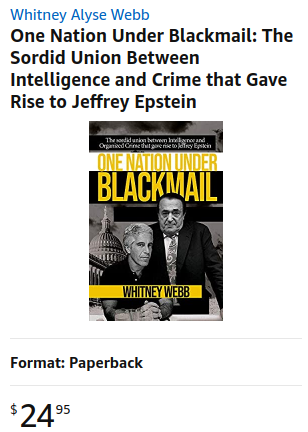 Whitney Alyse Webb
One Nation Under Blackmail: The
Sordid Union Between
Intelligence and Crime that Gave
Rise to Jeffrey Epstein
The sordid union between Intelligence and
Organized Crime that gave rise to Jeffrey Epstein
ONE NATION UNDER
BLACKMAIL
WHITNEY WEBB
Format: Paperback
$24.95